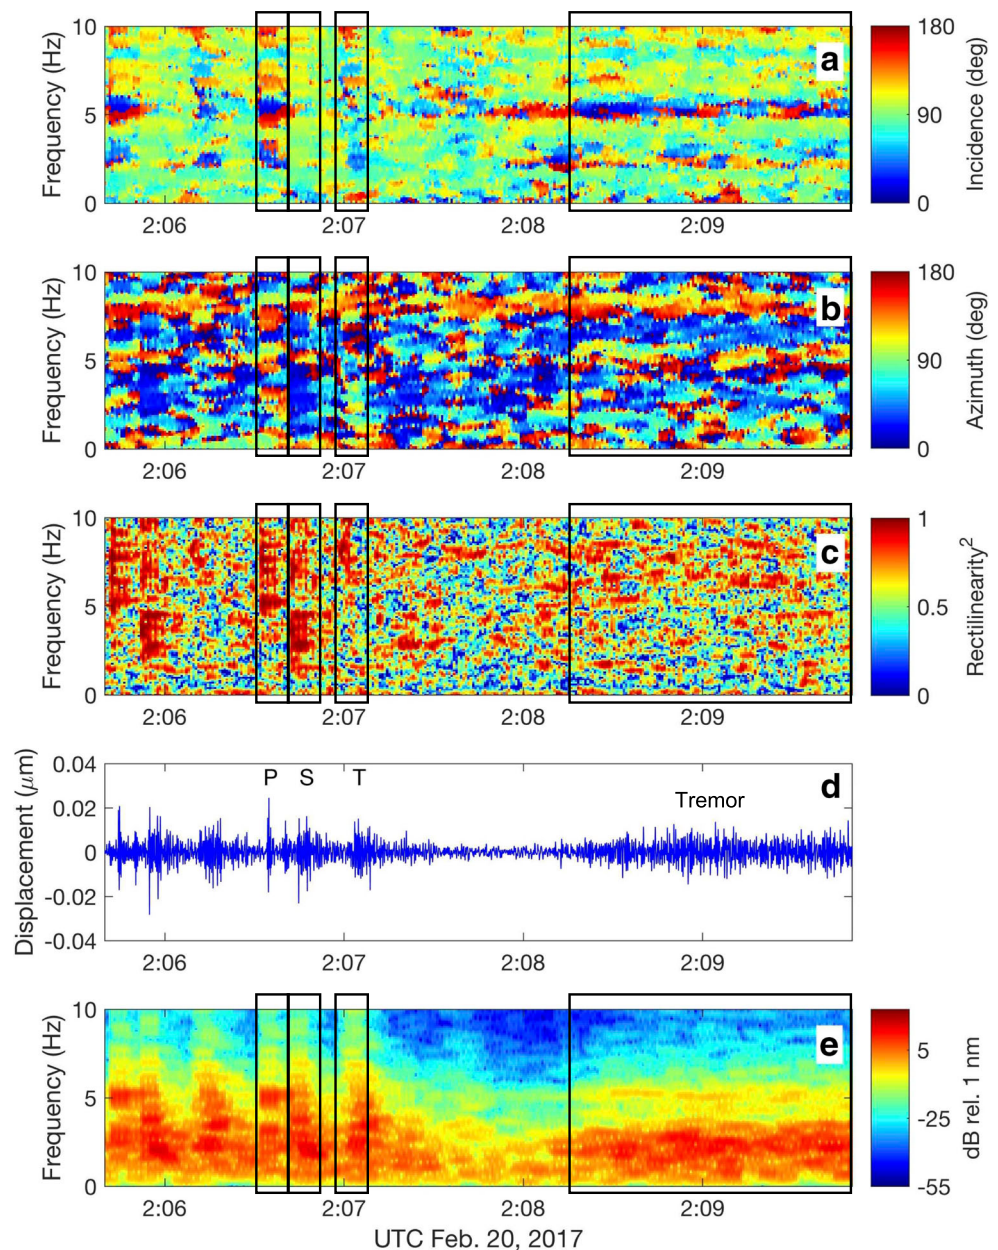 10
5
0
Frequency (Hz)
a
180
90
0
Incidence (deg)
2:06 2:07 2:08 2:09
10
5
0
Frequency (Hz)
b
180
90
0
Azimuth (deg)
2:06 2:07 2:08 2:09
10
5
0
Frequency (Hz)
c
1
0.5
0
Rectilinearity²
2:06 2:07 2:08 2:09
0.04
0.02
0
-0.02
-0.04
Displacement (μm)
P S T
Tremor
d
2:06 2:07 2:08 2:09
10
5
0
Frequency (Hz)
e
5
-25
-55
dB rel. 1 nm
2:06 2:07 2:08 2:09
UTC Feb. 20, 2017